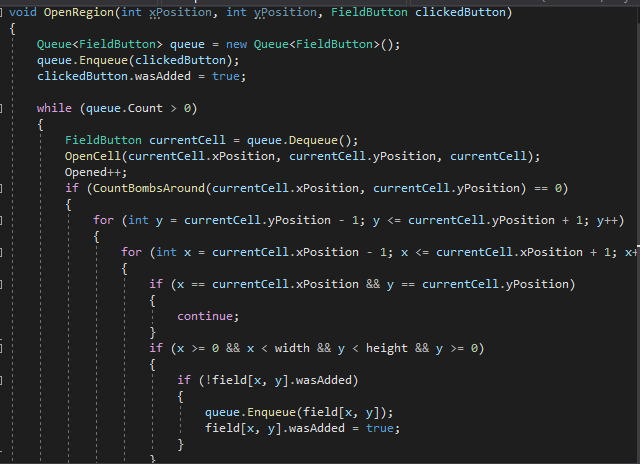 void OpenRegion(int xPosition, int yPosition, FieldButton clickedButton)
{
Queue<FieldButton> queue = new Queue<FieldButton>();
queue.Enqueue(clickedButton);
clickedButton.wasAdded = true;
while (queue.Count > 0)
{
FieldButton currentCell = queue.Dequeue();
OpenCell(currentCell.xPosition, currentCell.yPosition, currentCell);
Opened++;
if (CountBombsAround(currentCell.xPosition, currentCell.yPosition) == 0)
{
for (int y = currentCell.yPosition - 1; y <= currentCell.yPosition + 1; y++)
{
for (int x = currentCell.xPosition - 1; x <= currentCell.xPosition + 1; x+
{
if (x == currentCell.xPosition && y == currentCell.yPosition)
{
continue;
}
if (x >= 0 && x < width && y < height && y >= 0)
{
if (!field[x, y].wasAdded)
{
queue.Enqueue(field[x, y]);
field[x, y].wasAdded = true;
}
}